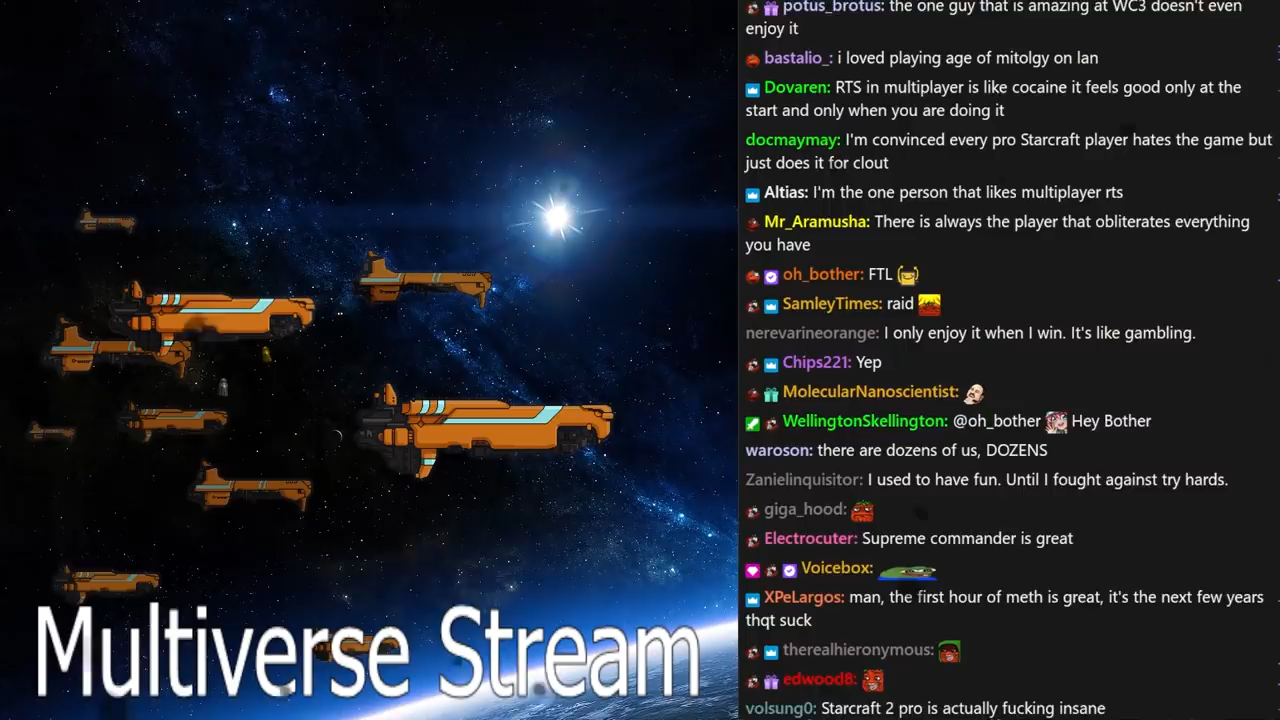 potus_brotus: the one guy that is amazing at WC3 doesn't even
enjoy it
bastalio_: i loved playing age of mitolgy on lan
Dovaren: RTS in multiplayer is like cocaine it feels good only at the
start and only when you are doing it
docmaymay: I'm convinced every pro Starcraft player hates the game but
just does it for clout
Altias: I'm the one person that likes multiplayer rts
Mr_Aramusha: There is always the player that obliterates everything
you have
oh_bother: FTL
SamleyTimes: raid
nerevarineorange: I only enjoy it when I win. It's like gambling.
Chips221: Yep
MolecularNanoscientist:
WellingtonSkellington: @oh_bother Hey Bother
waroson: there are dozens of us, DOZENS
Zanielinquisitor: I used to have fun. Until I fought against try hards.
giga_hood:
Electrocuter: Supreme commander is great
Voicebox:
XPeLargos: man, the first hour of meth is great, it's the next few years
thqt suck
therealhieronymous:
edwood8:
volsung0: Starcraft 2 pro is actually fucking insane
Multiverse Stream